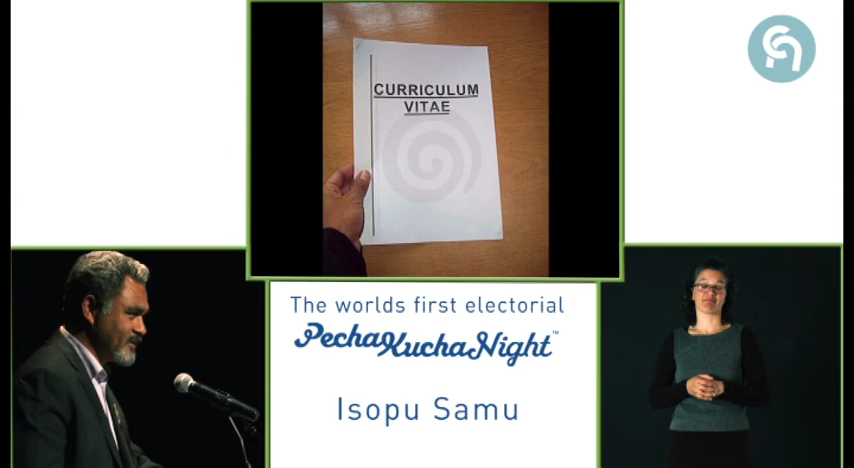 CURRICULUM
VITAE
The worlds first electorial
PechaKuchaNight™
Isopu Samu